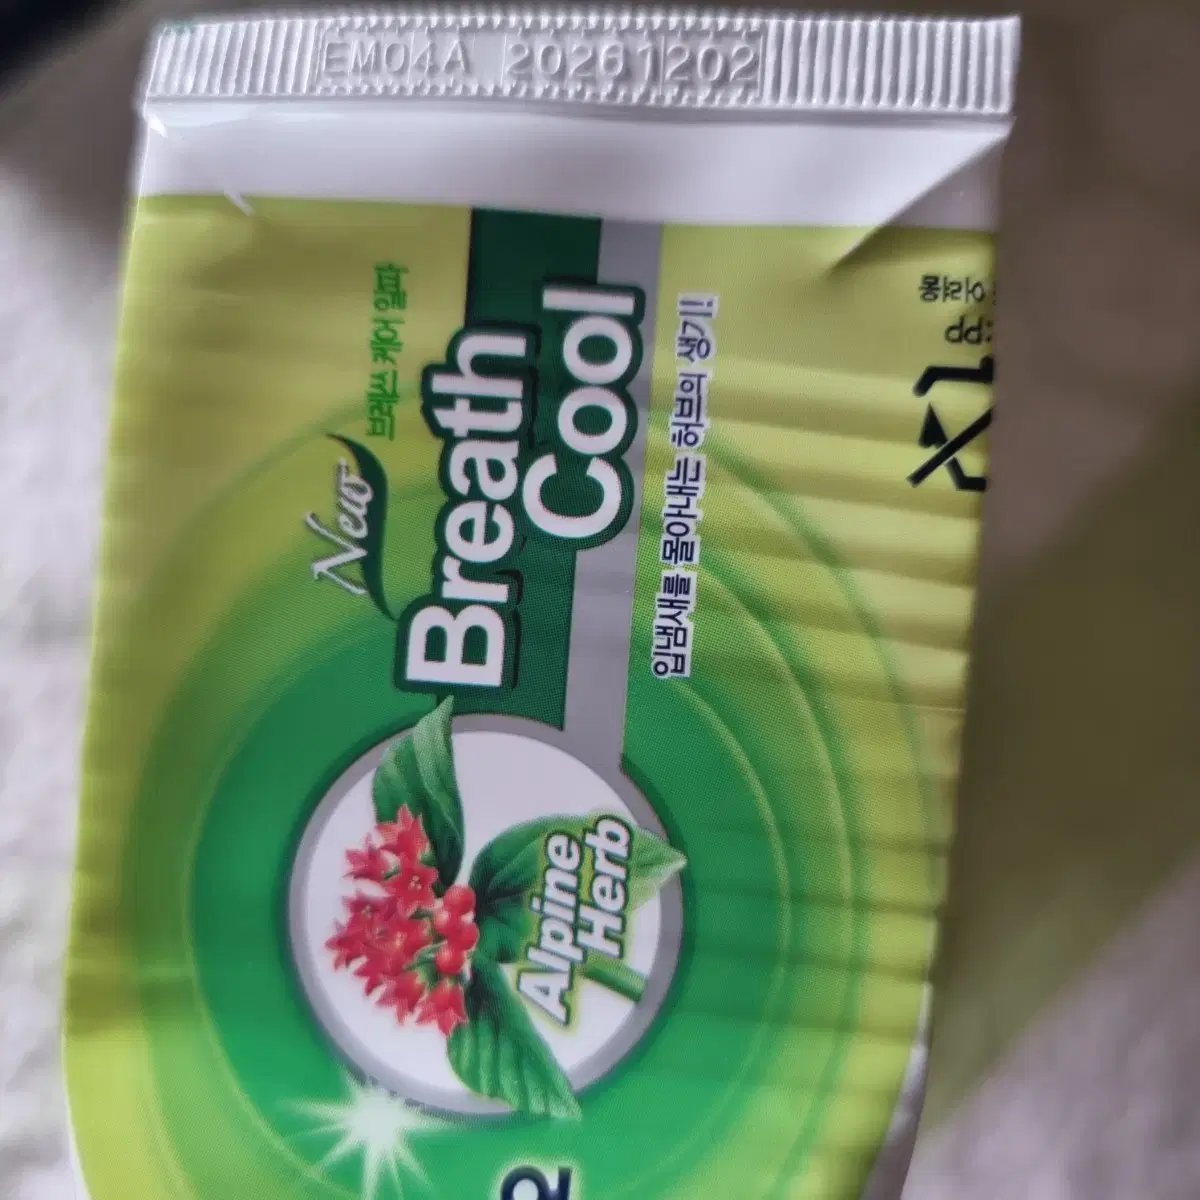 EM04A 20261202
New
브레쓰 케어 알파
Breath
Cool
입냄새를 몰아내는 허브의 생기!
Alpine
Herb